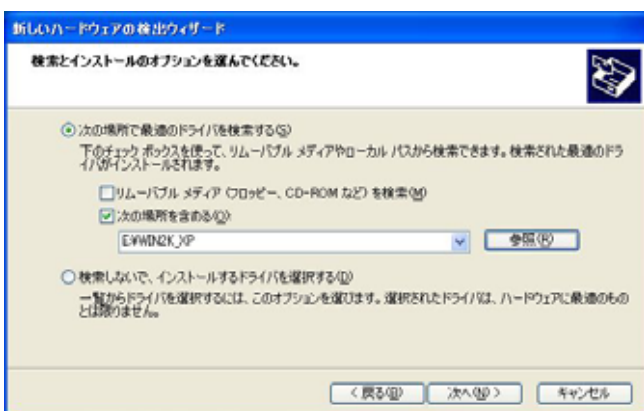 新しいハードウェアの検出ウィザード
検索とインストールのオプションを選んでください。
次の場所で最適のドライバを検索する(S)
下のチェック ボックスを使って、リムーバブル メディアやローカル パスから検索できます。検索された最適のドラ
イバがインストールされます。
リムーバブル メディア (フロッピー、CD-ROM など) を検索(M)
次の場所を含める(O)
E:¥WIN2K_XP
参照(R)
検索しないで、インストールするドライバを選択する(D)
一覧からドライバを選択するには、このオプションを選びます。選択されたドライバは、ハードウェアに最適のもの
とは限りません。
< 戻る(B) 次へ(N) > キャンセル